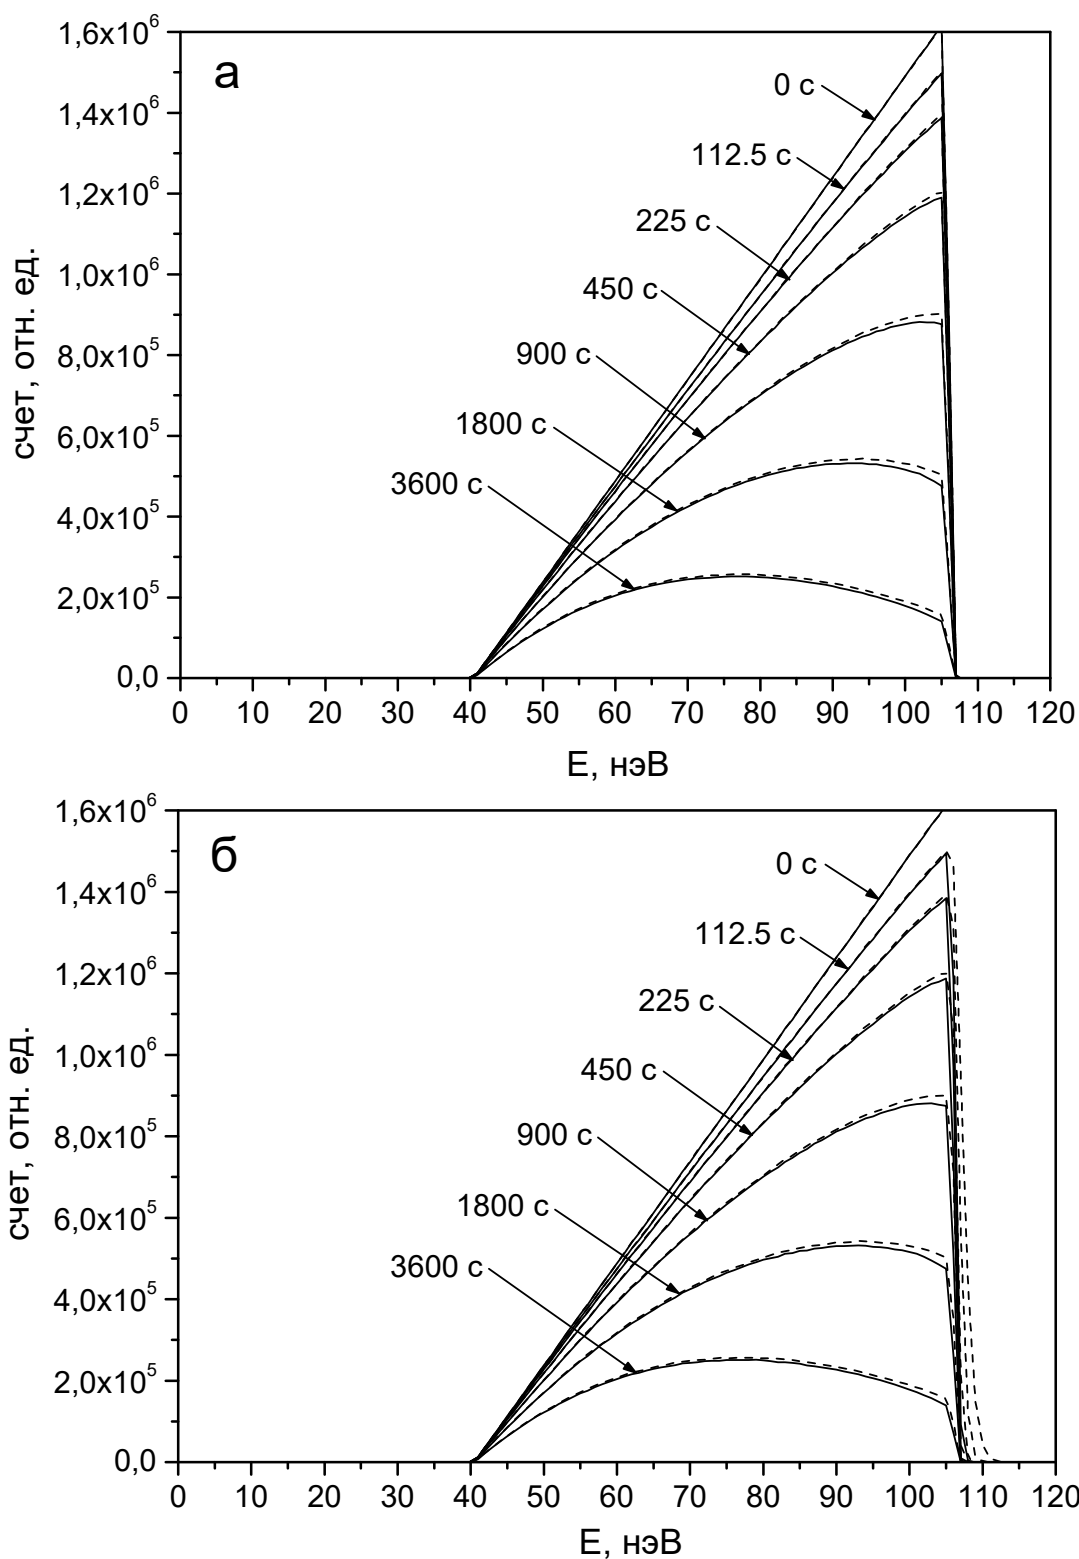 а
1,6x10⁶
1,4x10⁶
1,2x10⁶
1,0x10⁶
8,0x10⁵
6,0x10⁵
4,0x10⁵
2,0x10⁵
0,0
счет, отн. ед.
0 с
112.5 с
225 с
450 с
900 с
1800 с
3600 с
0 10 20 30 40 50 60 70 80 90 100 110 120
Е, нэВ
б
1,6x10⁶
1,4x10⁶
1,2x10⁶
1,0x10⁶
8,0x10⁵
6,0x10⁵
4,0x10⁵
2,0x10⁵
0,0
счет, отн. ед.
0 с
112.5 с
225 с
450 с
900 с
1800 с
3600 с
0 10 20 30 40 50 60 70 80 90 100 110 120
Е, нэВ